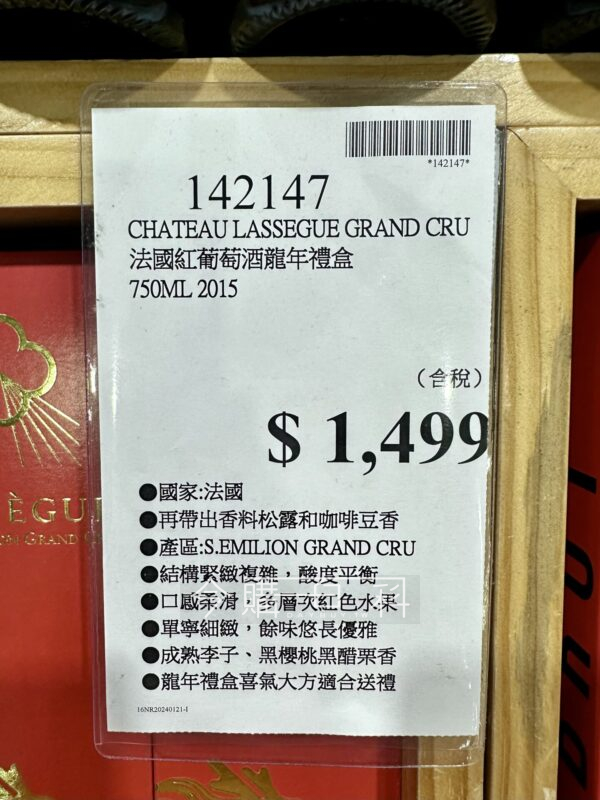 *142147*
142147
CHATEAU LASSEGUE GRAND CRU
法國紅葡萄酒龍年禮盒
750ML 2015
（含稅）
$ 1,499
●國家:法國
●再帶出香料松露和咖啡豆香
●產區:S.EMILION GRAND CRU
●結構緊緻複雜，酸度平衡
●口感柔滑，多層次紅色水果
●單寧細緻，餘味悠長優雅
●成熟李子、黑櫻桃黑醋栗香
●龍年禮盒喜氣大方適合送禮
16NR20240121-I
ÈGU
GRAND